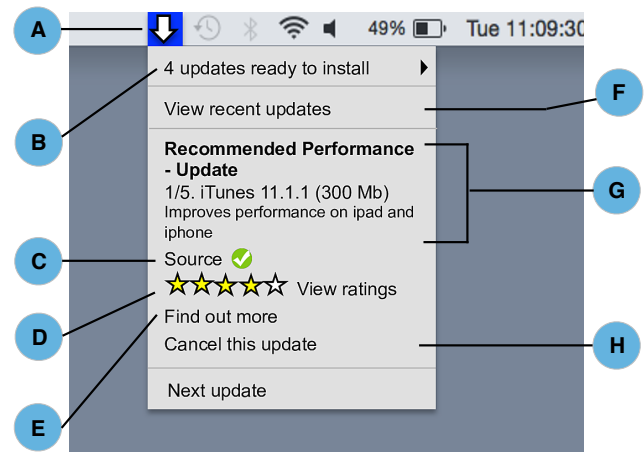 A
49% Tue 11:09:30
B
4 updates ready to install
F
View recent updates
Recommended Performance
- Update
G
1/5. iTunes 11.1.1 (300 Mb)
Improves performance on ipad and
iphone
C
Source
D
View ratings
Find out more
H
Cancel this update
E
Next update